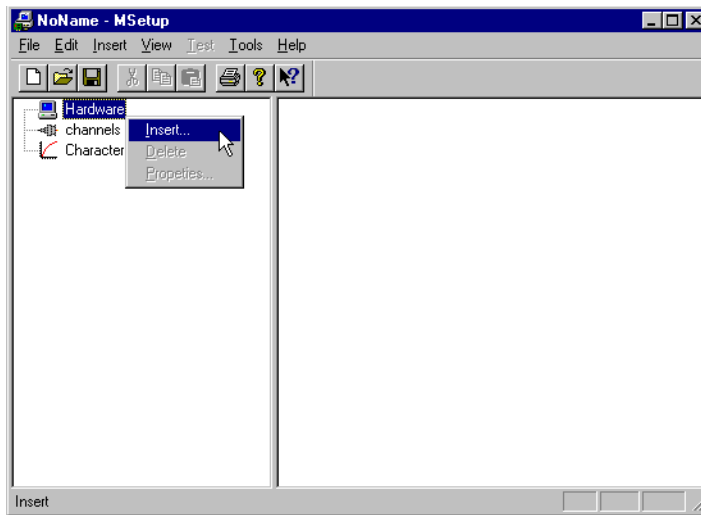 NoName - MSetup
File Edit Insert View Test Tools Help
Hardware
channels
Character
Insert...
Delete
Propeties...
Insert